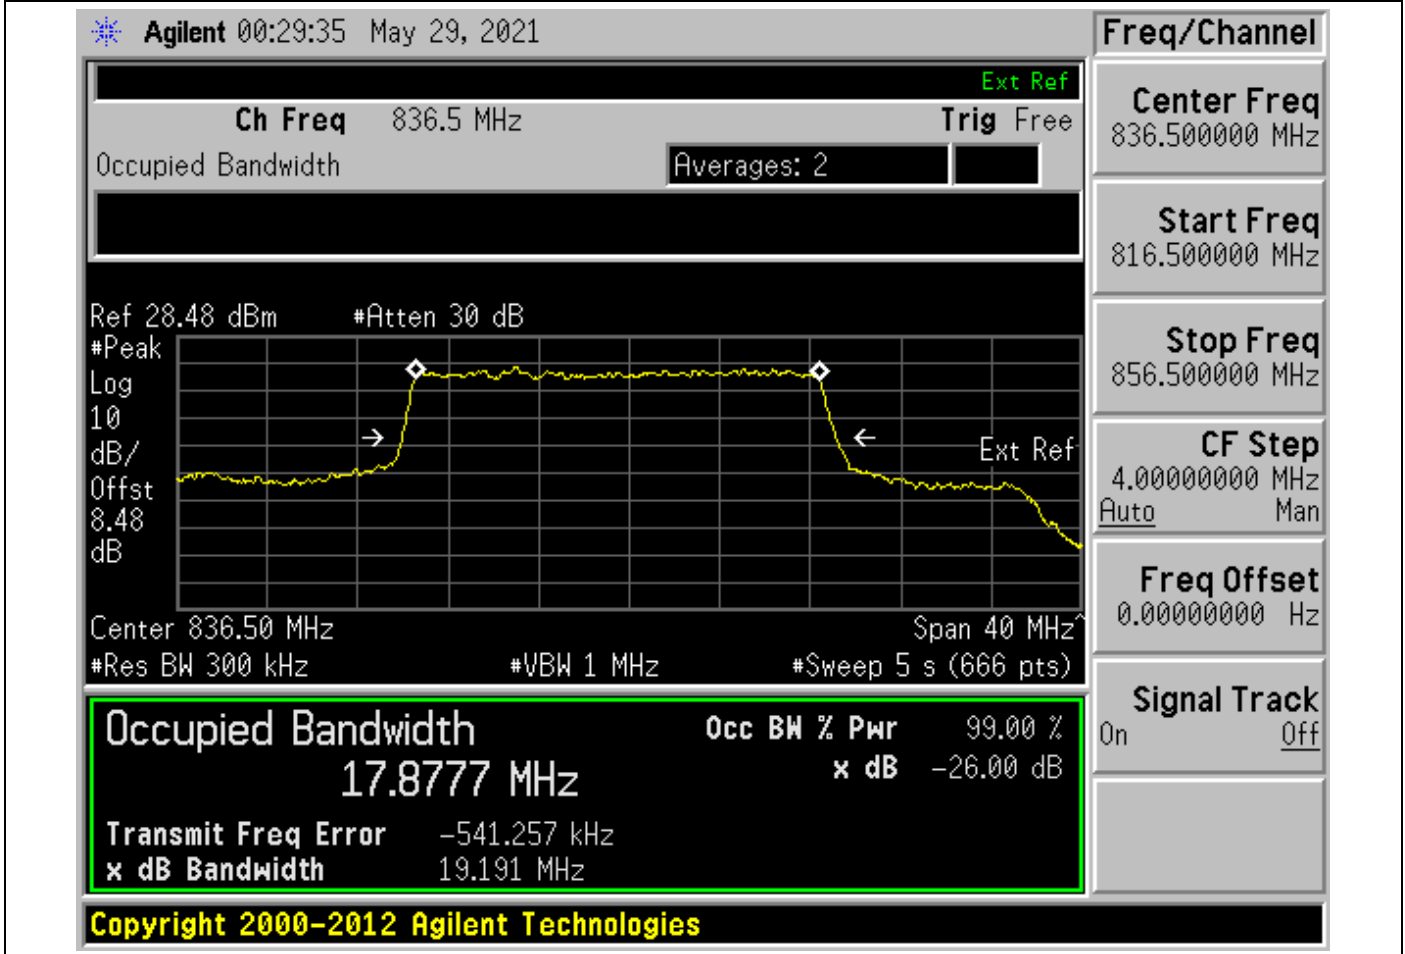 Agilent 00:29:35 May 29, 2021
Freq/Channel
Ext Ref
Ch Freq 836.5 MHz Trig Free
Occupied Bandwidth Averages: 2
Center Freq
836.500000 MHz
Start Freq
816.500000 MHz
Stop Freq
856.500000 MHz
CF Step
4.00000000 MHz
Auto Man
Freq Offset
0.00000000 Hz
Signal Track
On Off
Ref 28.48 dBm #Atten 30 dB
#Peak
Log
10
dB/
Offst
8.48
dB
Ext Ref
Center 836.50 MHz Span 40 MHz^
#Res BW 300 kHz #VBW 1 MHz #Sweep 5 s (666 pts)
Occupied Bandwidth Occ BW % Pwr 99.00 %
17.8777 MHz x dB -26.00 dB
Transmit Freq Error -541.257 kHz
x dB Bandwidth 19.191 MHz
Copyright 2000-2012 Agilent Technologies